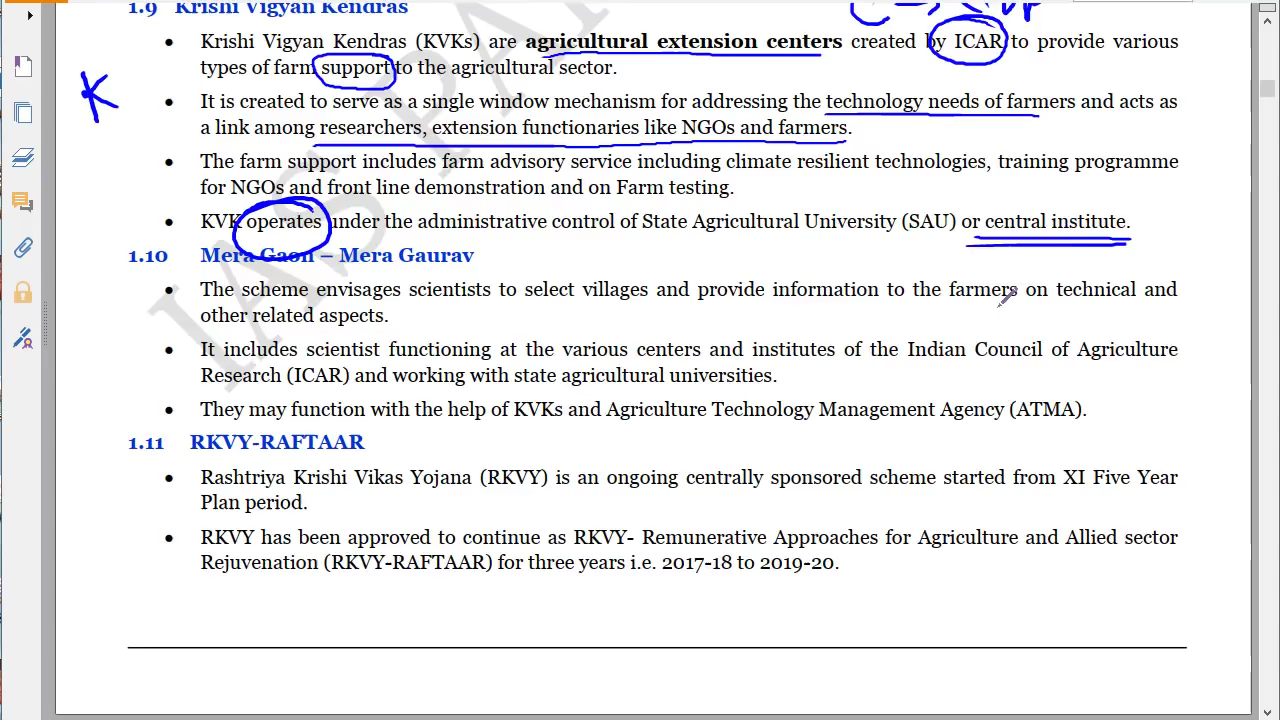 1.9 Krishi Vigyan Kendras
• Krishi Vigyan Kendras (KVKs) are agricultural extension centers created by ICAR to provide various
types of farm support to the agricultural sector.
K
• It is created to serve as a single window mechanism for addressing the technology needs of farmers and acts as
a link among researchers, extension functionaries like NGOs and farmers.
• The farm support includes farm advisory service including climate resilient technologies, training programme
for NGOs and front line demonstration and on Farm testing.
• KVK operates under the administrative control of State Agricultural University (SAU) or central institute.
1.10 Mera Gaon – Mera Gaurav
• The scheme envisages scientists to select villages and provide information to the farmers on technical and
other related aspects.
• It includes scientist functioning at the various centers and institutes of the Indian Council of Agriculture
Research (ICAR) and working with state agricultural universities.
• They may function with the help of KVKs and Agriculture Technology Management Agency (ATMA).
1.11 RKVY-RAFTAAR
• Rashtriya Krishi Vikas Yojana (RKVY) is an ongoing centrally sponsored scheme started from XI Five Year
Plan period.
• RKVY has been approved to continue as RKVY- Remunerative Approaches for Agriculture and Allied sector
Rejuvenation (RKVY-RAFTAAR) for three years i.e. 2017-18 to 2019-20.
IAS